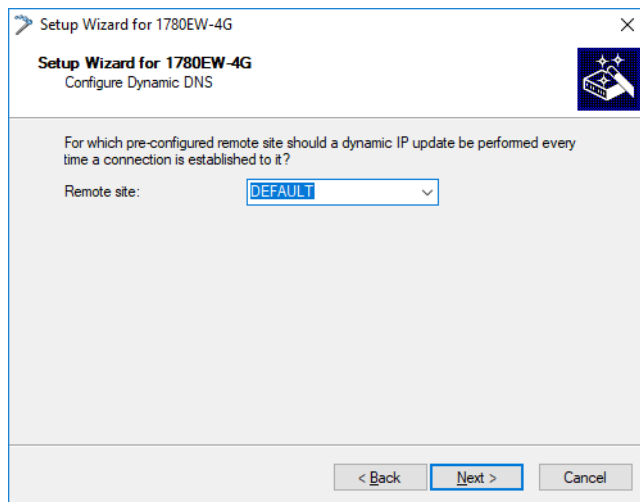 Setup Wizard for 1780EW-4G
Setup Wizard for 1780EW-4G
Configure Dynamic DNS
For which pre-configured remote site should a dynamic IP update be performed every
time a connection is established to it?
Remote site: DEFAULT
< Back Next > Cancel